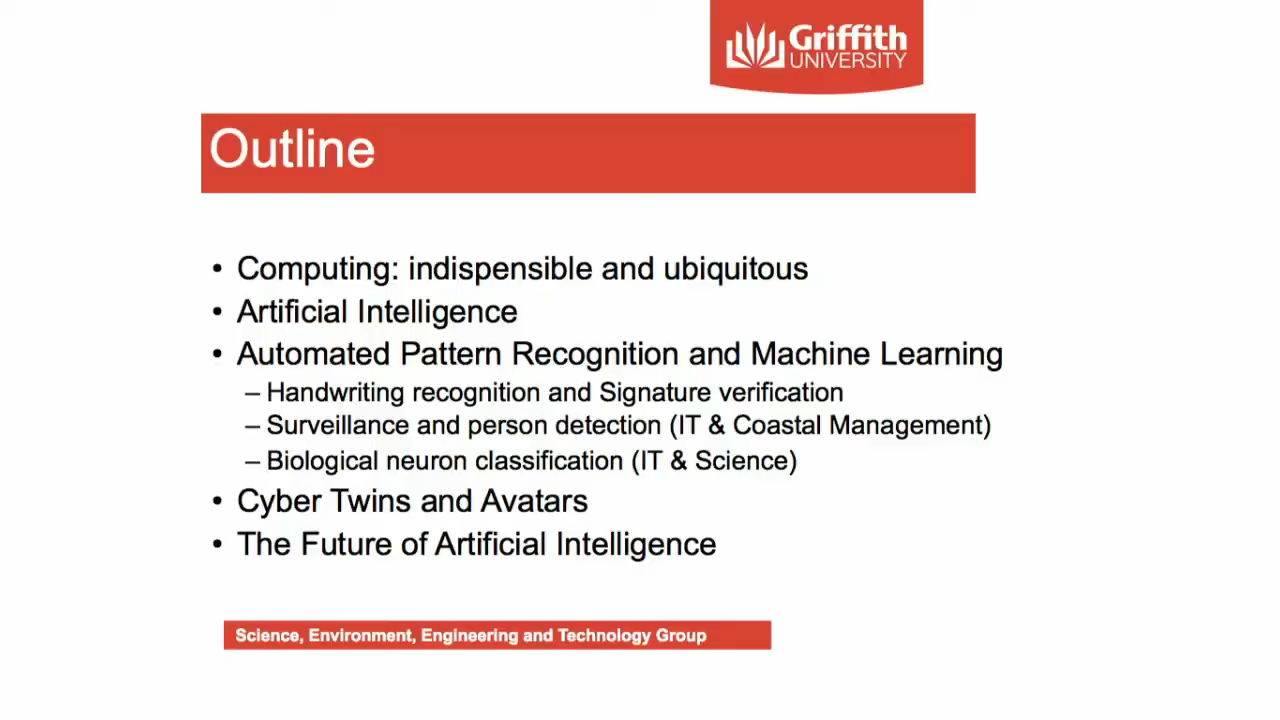 Griffith
UNIVERSITY
Outline
• Computing: indispensible and ubiquitous
• Artificial Intelligence
• Automated Pattern Recognition and Machine Learning
– Handwriting recognition and Signature verification
– Surveillance and person detection (IT & Coastal Management)
– Biological neuron classification (IT & Science)
• Cyber Twins and Avatars
• The Future of Artificial Intelligence
Science, Environment, Engineering and Technology Group